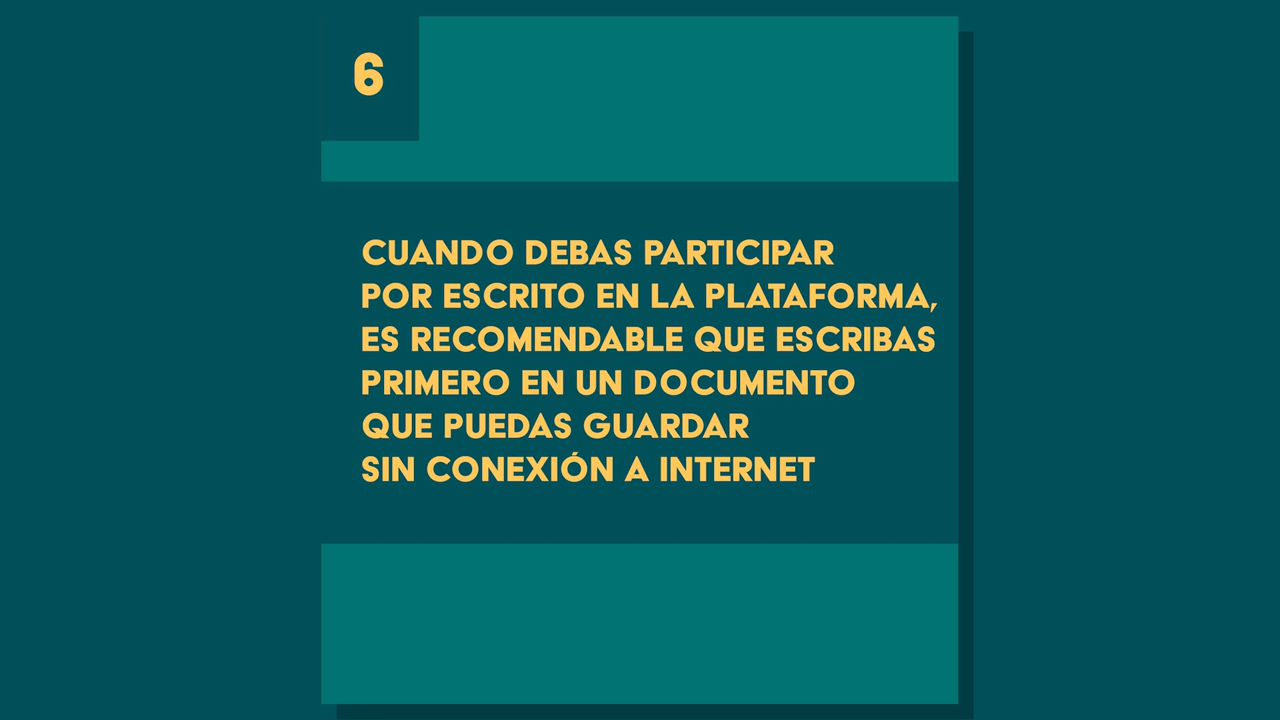 6
CUANDO DEBAS PARTICIPAR
POR ESCRITO EN LA PLATAFORMA,
ES RECOMENDABLE QUE ESCRIBAS
PRIMERO EN UN DOCUMENTO
QUE PUEDAS GUARDAR
SIN CONEXIÓN A INTERNET